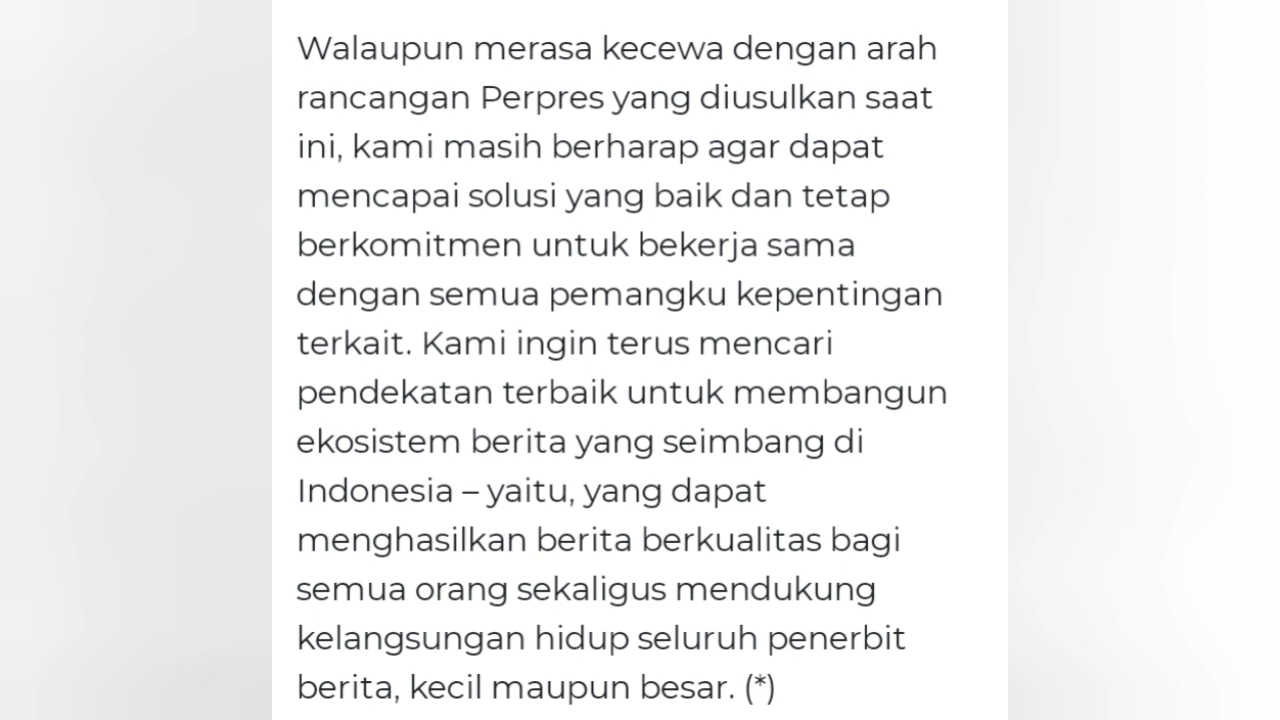 Walaupun merasa kecewa dengan arah
rancangan Perpres yang diusulkan saat
ini, kami masih berharap agar dapat
mencapai solusi yang baik dan tetap
berkomitmen untuk bekerja sama
dengan semua pemangku kepentingan
terkait. Kami ingin terus mencari
pendekatan terbaik untuk membangun
ekosistem berita yang seimbang di
Indonesia – yaitu, yang dapat
menghasilkan berita berkualitas bagi
semua orang sekaligus mendukung
kelangsungan hidup seluruh penerbit
berita, kecil maupun besar. (*)